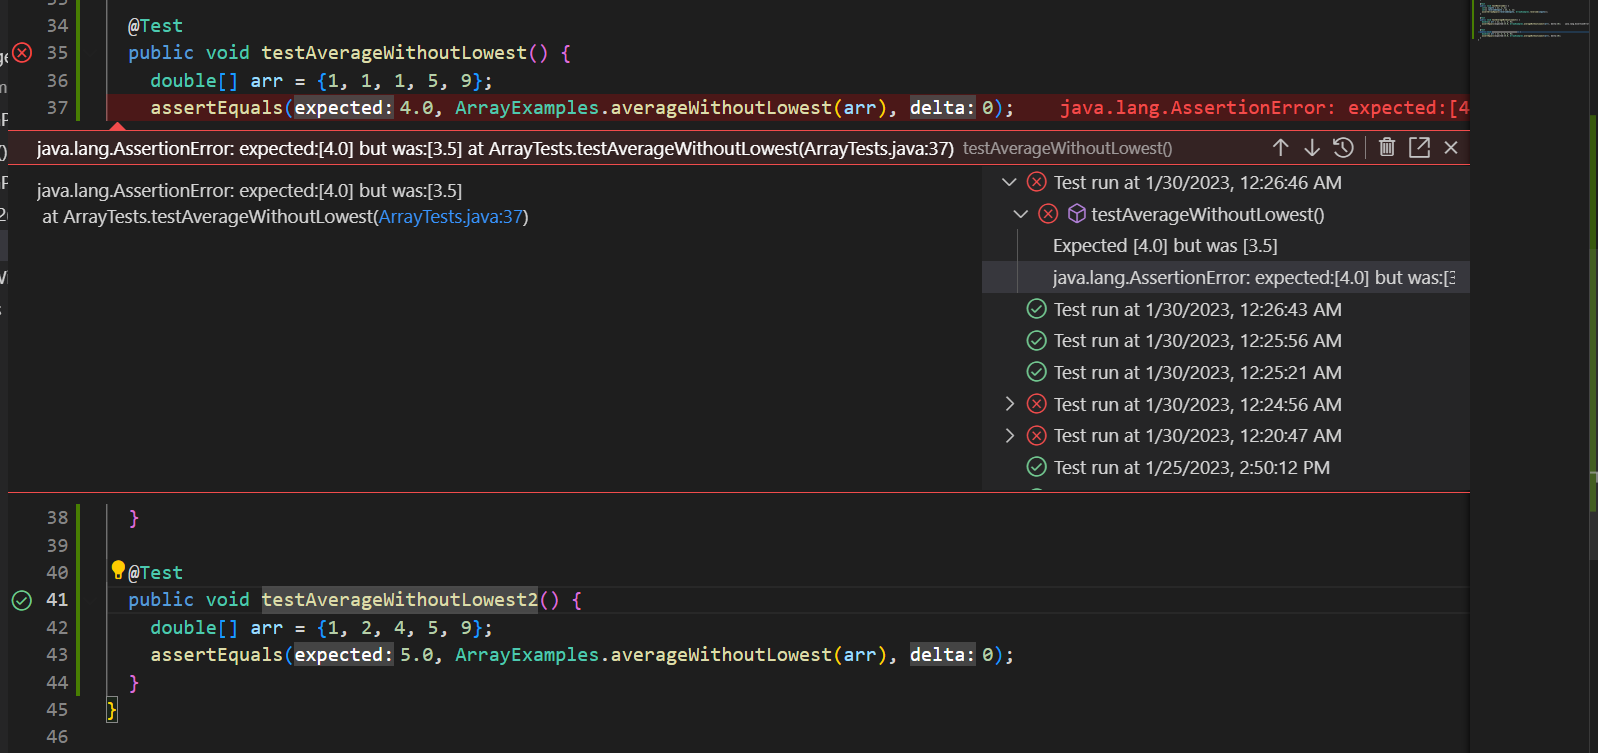 34 @Test
35 public void testAverageWithoutLowest() {
36 double[] arr = {1, 1, 1, 5, 9};
37 assertEquals(expected: 4.0, ArrayExamples.averageWithoutLowest(arr), delta: 0); java.lang.AssertionError: expected:[4
java.lang.AssertionError: expected:[4.0] but was:[3.5] at ArrayTests.testAverageWithoutLowest(ArrayTests.java:37) testAverageWithoutLowest()
java.lang.AssertionError: expected:[4.0] but was:[3.5]
at ArrayTests.testAverageWithoutLowest(ArrayTests.java:37)
Test run at 1/30/2023, 12:26:46 AM
testAverageWithoutLowest()
Expected [4.0] but was [3.5]
java.lang.AssertionError: expected:[4.0] but was:[3
Test run at 1/30/2023, 12:26:43 AM
Test run at 1/30/2023, 12:25:56 AM
Test run at 1/30/2023, 12:25:21 AM
Test run at 1/30/2023, 12:24:56 AM
Test run at 1/30/2023, 12:20:47 AM
Test run at 1/25/2023, 2:50:12 PM
38 }
39
40 @Test
41 public void testAverageWithoutLowest2() {
42 double[] arr = {1, 2, 4, 5, 9};
43 assertEquals(expected: 5.0, ArrayExamples.averageWithoutLowest(arr), delta: 0);
44 }
45 }
46